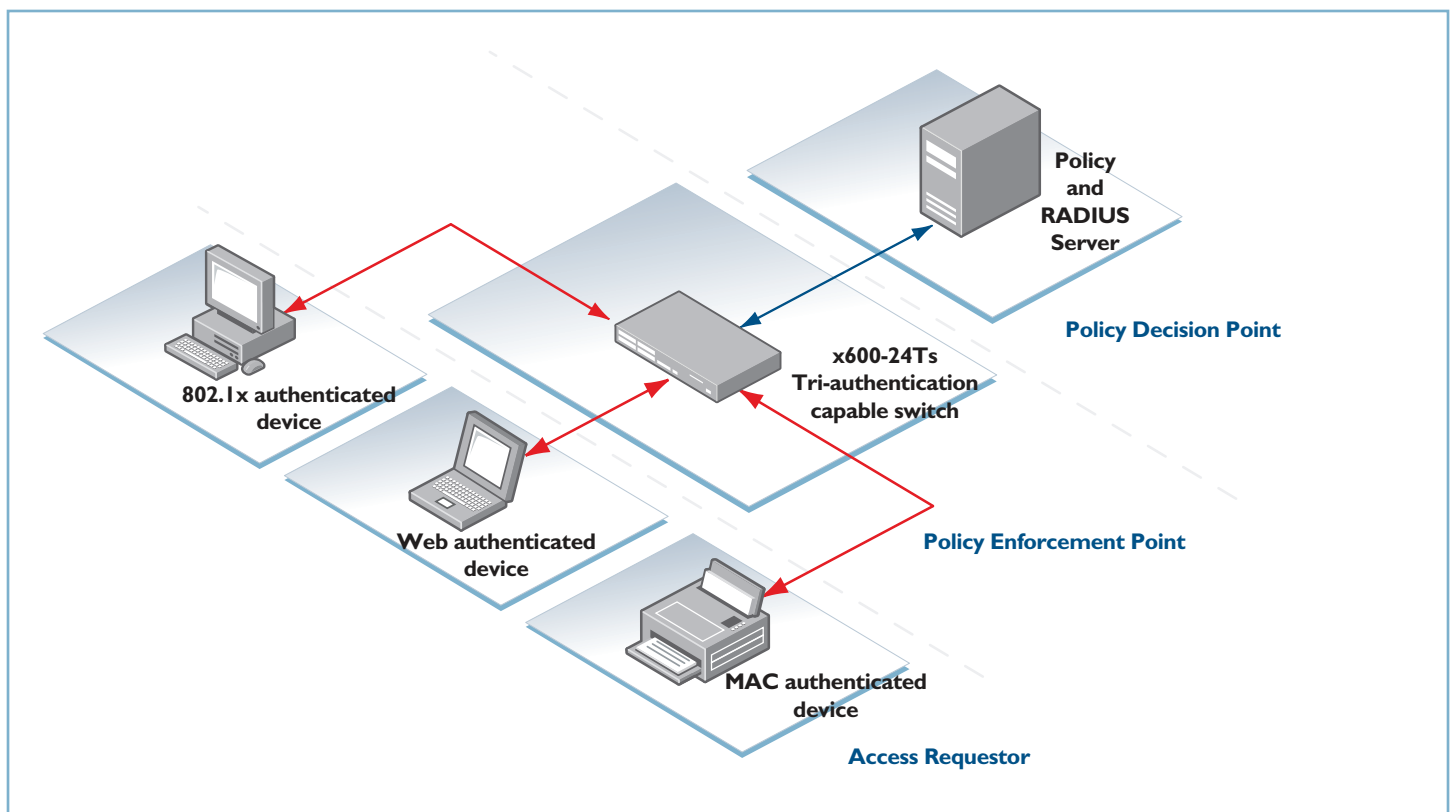 Policy
and
RADIUS
Server
Policy Decision Point
x600-24Ts
Tri-authentication
capable switch
802.1x authenticated
device
Web authenticated
device
Policy Enforcement Point
MAC authenticated
device
Access Requestor